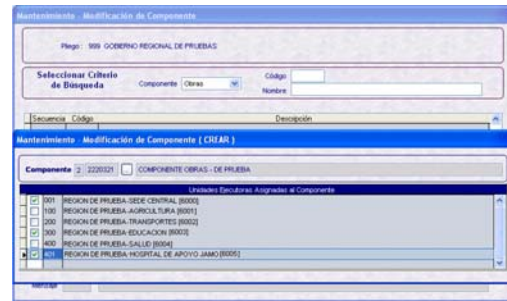 Mantenimiento - Modificación de Componente
Pliego : 999 GOBIERNO REGIONAL DE PRUEBAS
Seleccionar Criterio de Búsqueda
Componente Obras
Código
Nombre
Secuencia Código Descripción
Mantenimiento - Modificación de Componente ( CREAR )
Componente 2 2220321 COMPONENTE OBRAS - DE PRUEBA
Unidades Ejecutoras Asignadas al Componente
001 REGION DE PRUEBA-SEDE CENTRAL [6000]
100 REGION DE PRUEBA-AGRICULTURA [6001]
200 REGION DE PRUEBA-TRANSPORTES [6002]
300 REGION DE PRUEBA-EDUCACION [6003]
400 REGION DE PRUEBA-SALUD [6004]
401 REGION DE PRUEBA-HOSPITAL DE APOYO JAMO [6005]
Mensaje